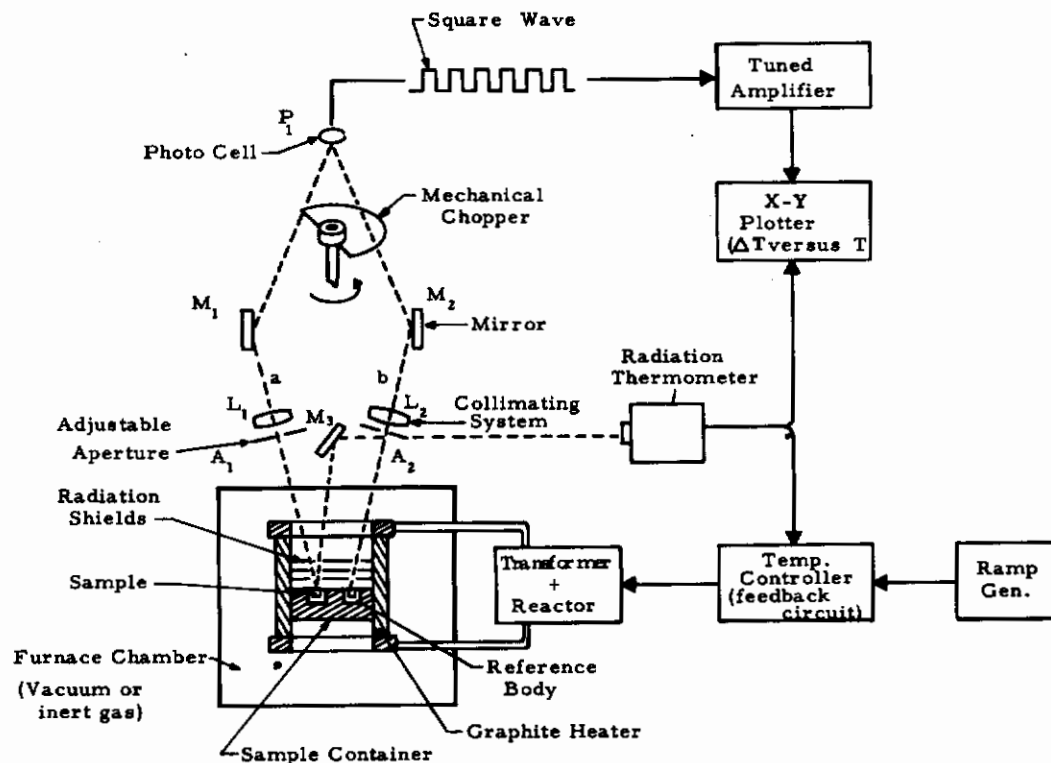 Square Wave
Tuned
Amplifier
P1
Photo Cell
Mechanical
Chopper
X-Y
Plotter
(ΔT versus T
M1
M2
Mirror
Radiation
Thermometer
a
b
L1
L2
Collimating
System
M3
Adjustable
Aperture
A1
A2
Radiation
Shields
Sample
Transformer
+
Reactor
Temp.
Controller
(feedback
circuit)
Ramp
Gen.
Furnace Chamber
(Vacuum or
inert gas)
Reference
Body
Graphite Heater
Sample Container